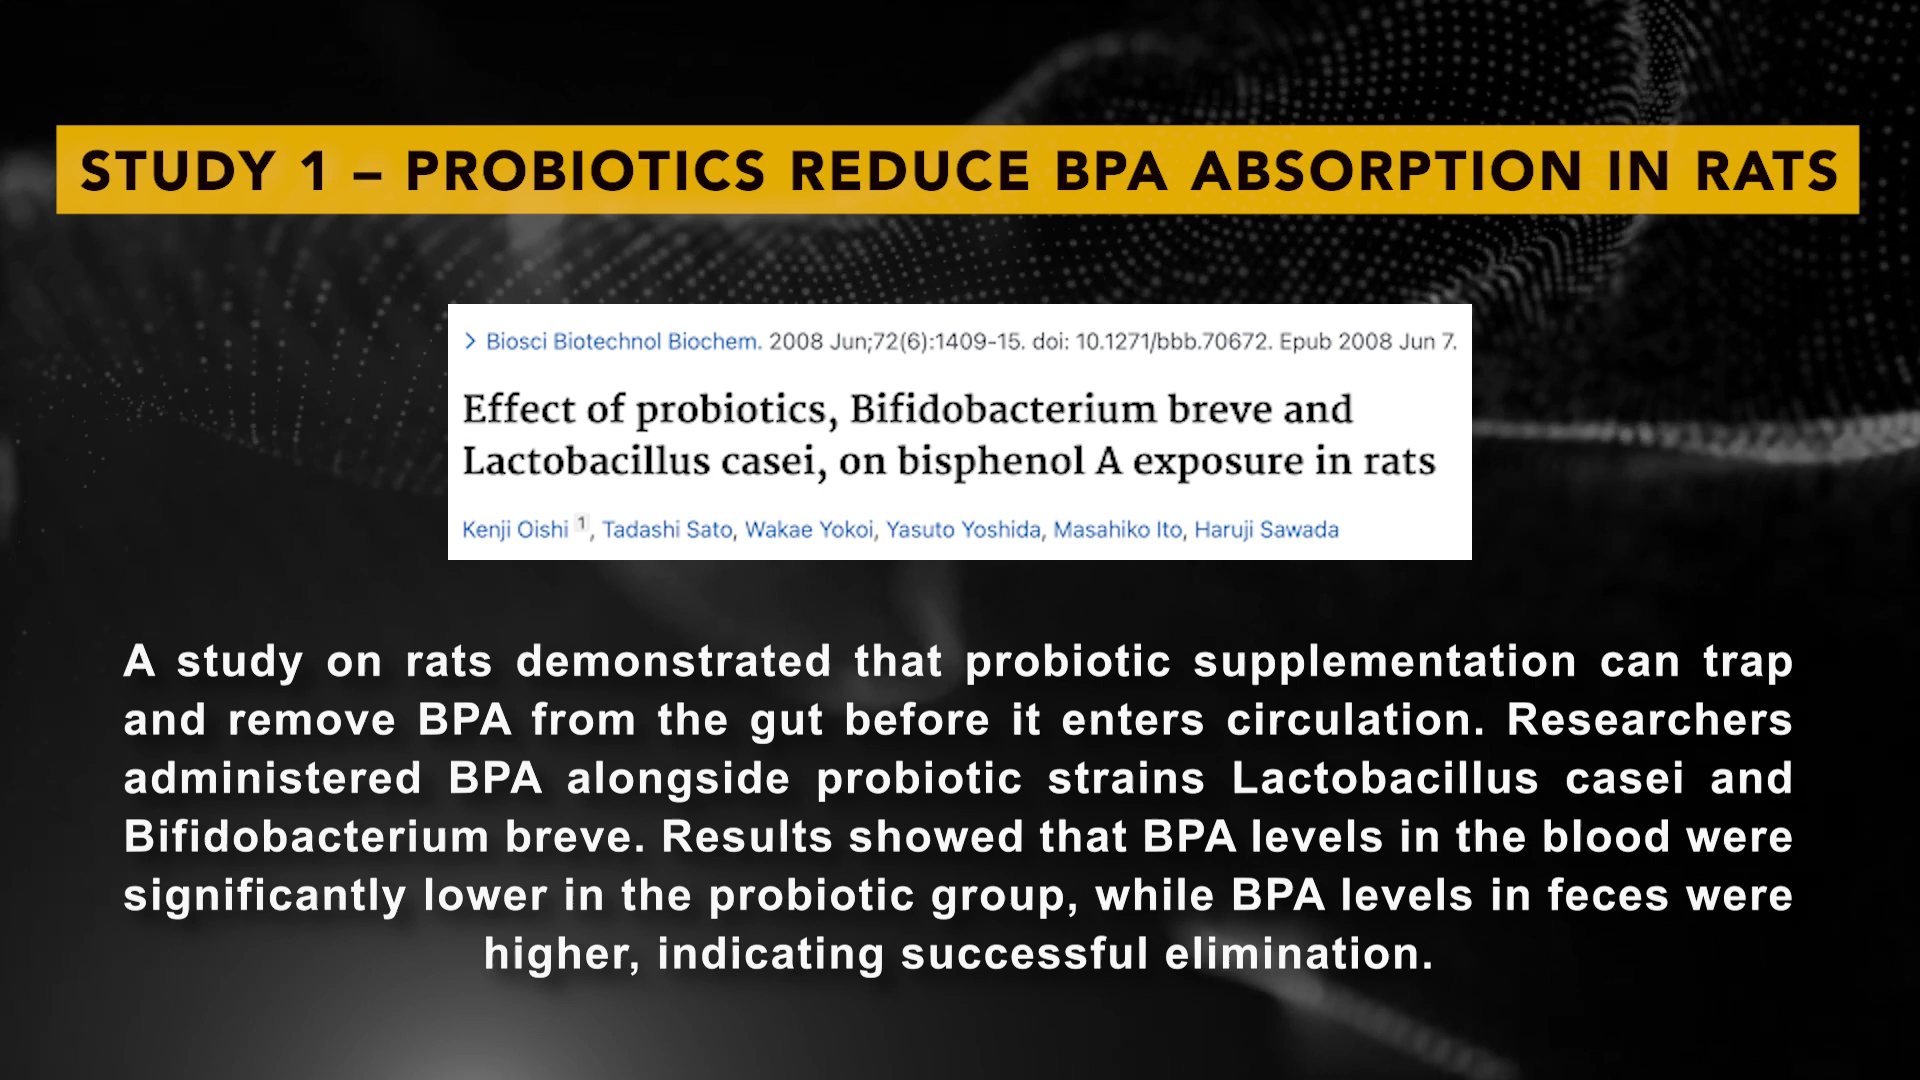 STUDY 1 – PROBIOTICS REDUCE BPA ABSORPTION IN RATS
> Biosci Biotechnol Biochem. 2008 Jun;72(6):1409-15. doi: 10.1271/bbb.70672. Epub 2008 Jun 7.
Effect of probiotics, Bifidobacterium breve and
Lactobacillus casei, on bisphenol A exposure in rats
Kenji Oishi 1, Tadashi Sato, Wakae Yokoi, Yasuto Yoshida, Masahiko Ito, Haruji Sawada
A study on rats demonstrated that probiotic supplementation can trap
and remove BPA from the gut before it enters circulation. Researchers
administered BPA alongside probiotic strains Lactobacillus casei and
Bifidobacterium breve. Results showed that BPA levels in the blood were
significantly lower in the probiotic group, while BPA levels in feces were
higher, indicating successful elimination.